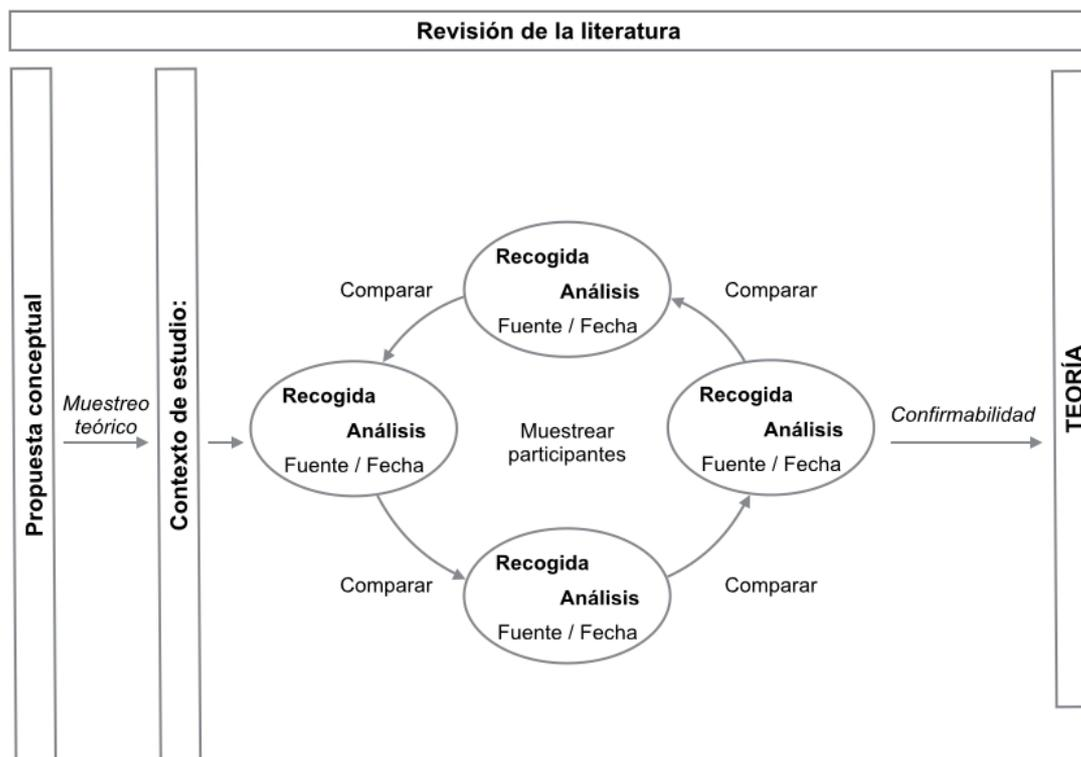 Revisión de la literatura
Propuesta conceptual
Muestreo
teórico
Contexto de estudio:
Recogida
Análisis
Fuente / Fecha
Comparar
Comparar
Recogida
Análisis
Fuente / Fecha
Muestrear
participantes
Recogida
Análisis
Fuente / Fecha
Comparar
Comparar
Recogida
Análisis
Fuente / Fecha
Confirmabilidad
TEORÍA